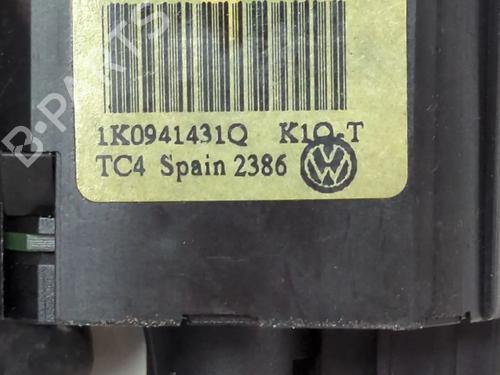 B-PARTS
1K0941431Q K1Q-T
TC4 Spain 2386